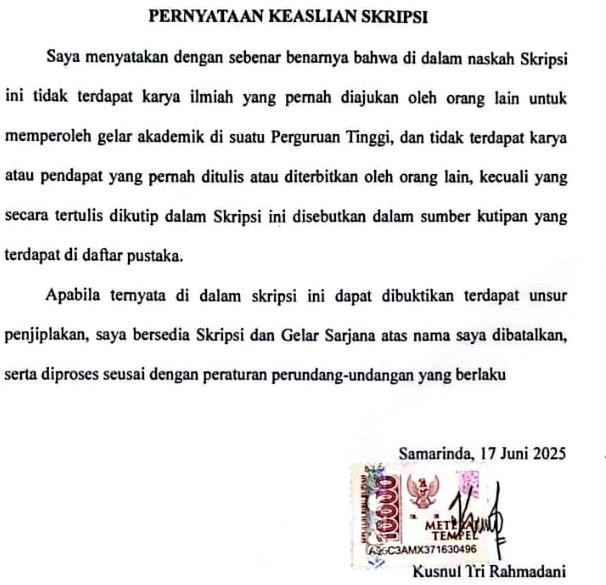 PERNYATAAN KEASLIAN SKRIPSI
Saya menyatakan dengan sebenar benarnya bahwa di dalam naskah Skripsi
ini tidak terdapat karya ilmiah yang pernah diajukan oleh orang lain untuk
memperoleh gelar akademik di suatu Perguruan Tinggi, dan tidak terdapat karya
atau pendapat yang pernah ditulis atau diterbitkan oleh orang lain, kecuali yang
secara tertulis dikutip dalam Skripsi ini disebutkan dalam sumber kutipan yang
terdapat di daftar pustaka.
Apabila ternyata di dalam skripsi ini dapat dibuktikan terdapat unsur
penjiplakan, saya bersedia Skripsi dan Gelar Sarjana atas nama saya dibatalkan,
serta diproses seusai dengan peraturan perundang-undangan yang berlaku
Samarinda, 17 Juni 2025
10000
TEMPEL
C3AMX371630496
Kusnul Tri Rahmadani